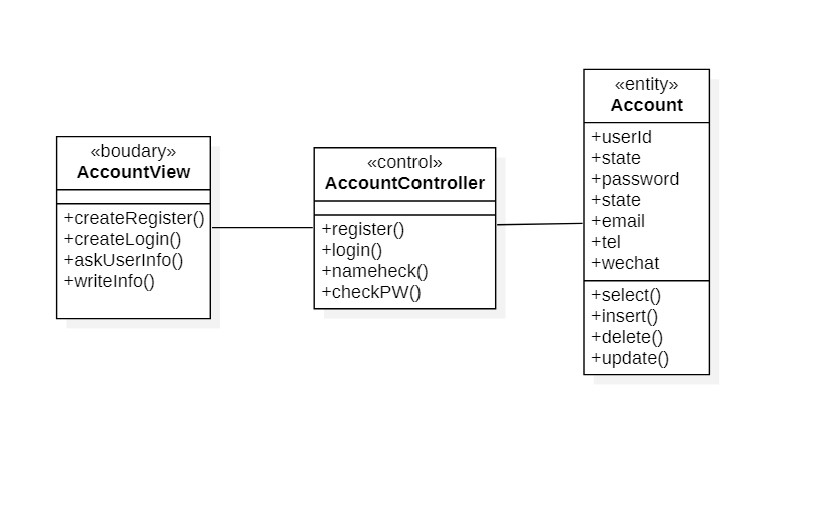 «boudary»
AccountView
+createRegister()
+createLogin()
+askUserInfo()
+writeInfo()
«control»
AccountController
+register()
+login()
+nameheck()
+checkPW()
«entity»
Account
+userId
+state
+password
+state
+email
+tel
+wechat
+select()
+insert()
+delete()
+update()